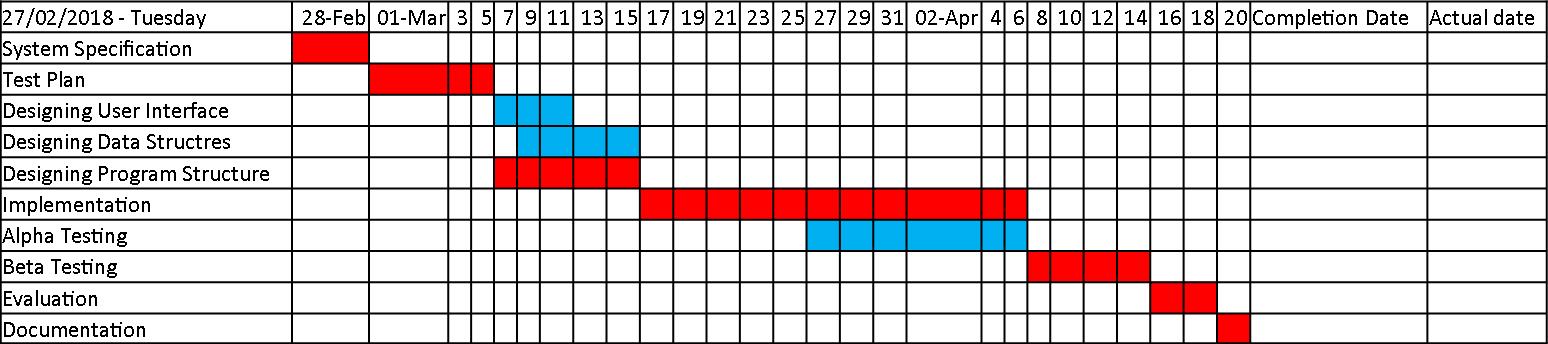 27/02/2018 - Tuesday 28-Feb 01-Mar 3 5 7 9 11 13 15 17 19 21 23 25 27 29 31 02-Apr 4 6 8 10 12 14 16 18 20 Completion Date Actual date
System Specification
Test Plan
Designing User Interface
Designing Data Structres
Designing Program Structure
Implementation
Alpha Testing
Beta Testing
Evaluation
Documentation